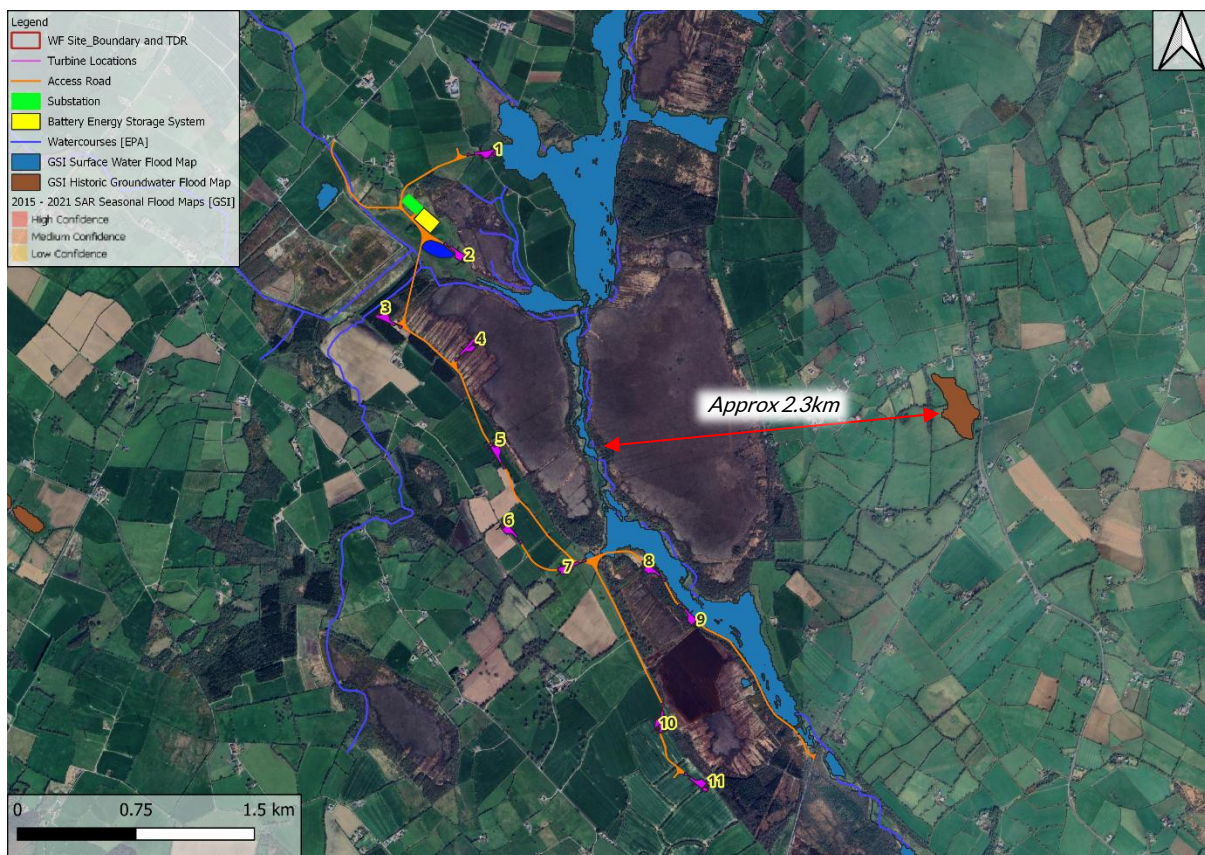 Legend
WF Site_Boundary and TDR
Turbine Locations
Access Road
Substation
Battery Energy Storage System
Watercourses [EPA]
GSI Surface Water Flood Map
GSI Historic Groundwater Flood Map
2015 - 2021 SAR Seasonal Flood Maps [GSI]
High Confidence
Medium Confidence
Low Confidence
1
2
3
4
Approx 2.3km
5
6
7
8
9
10
11
0 0.75 1.5 km